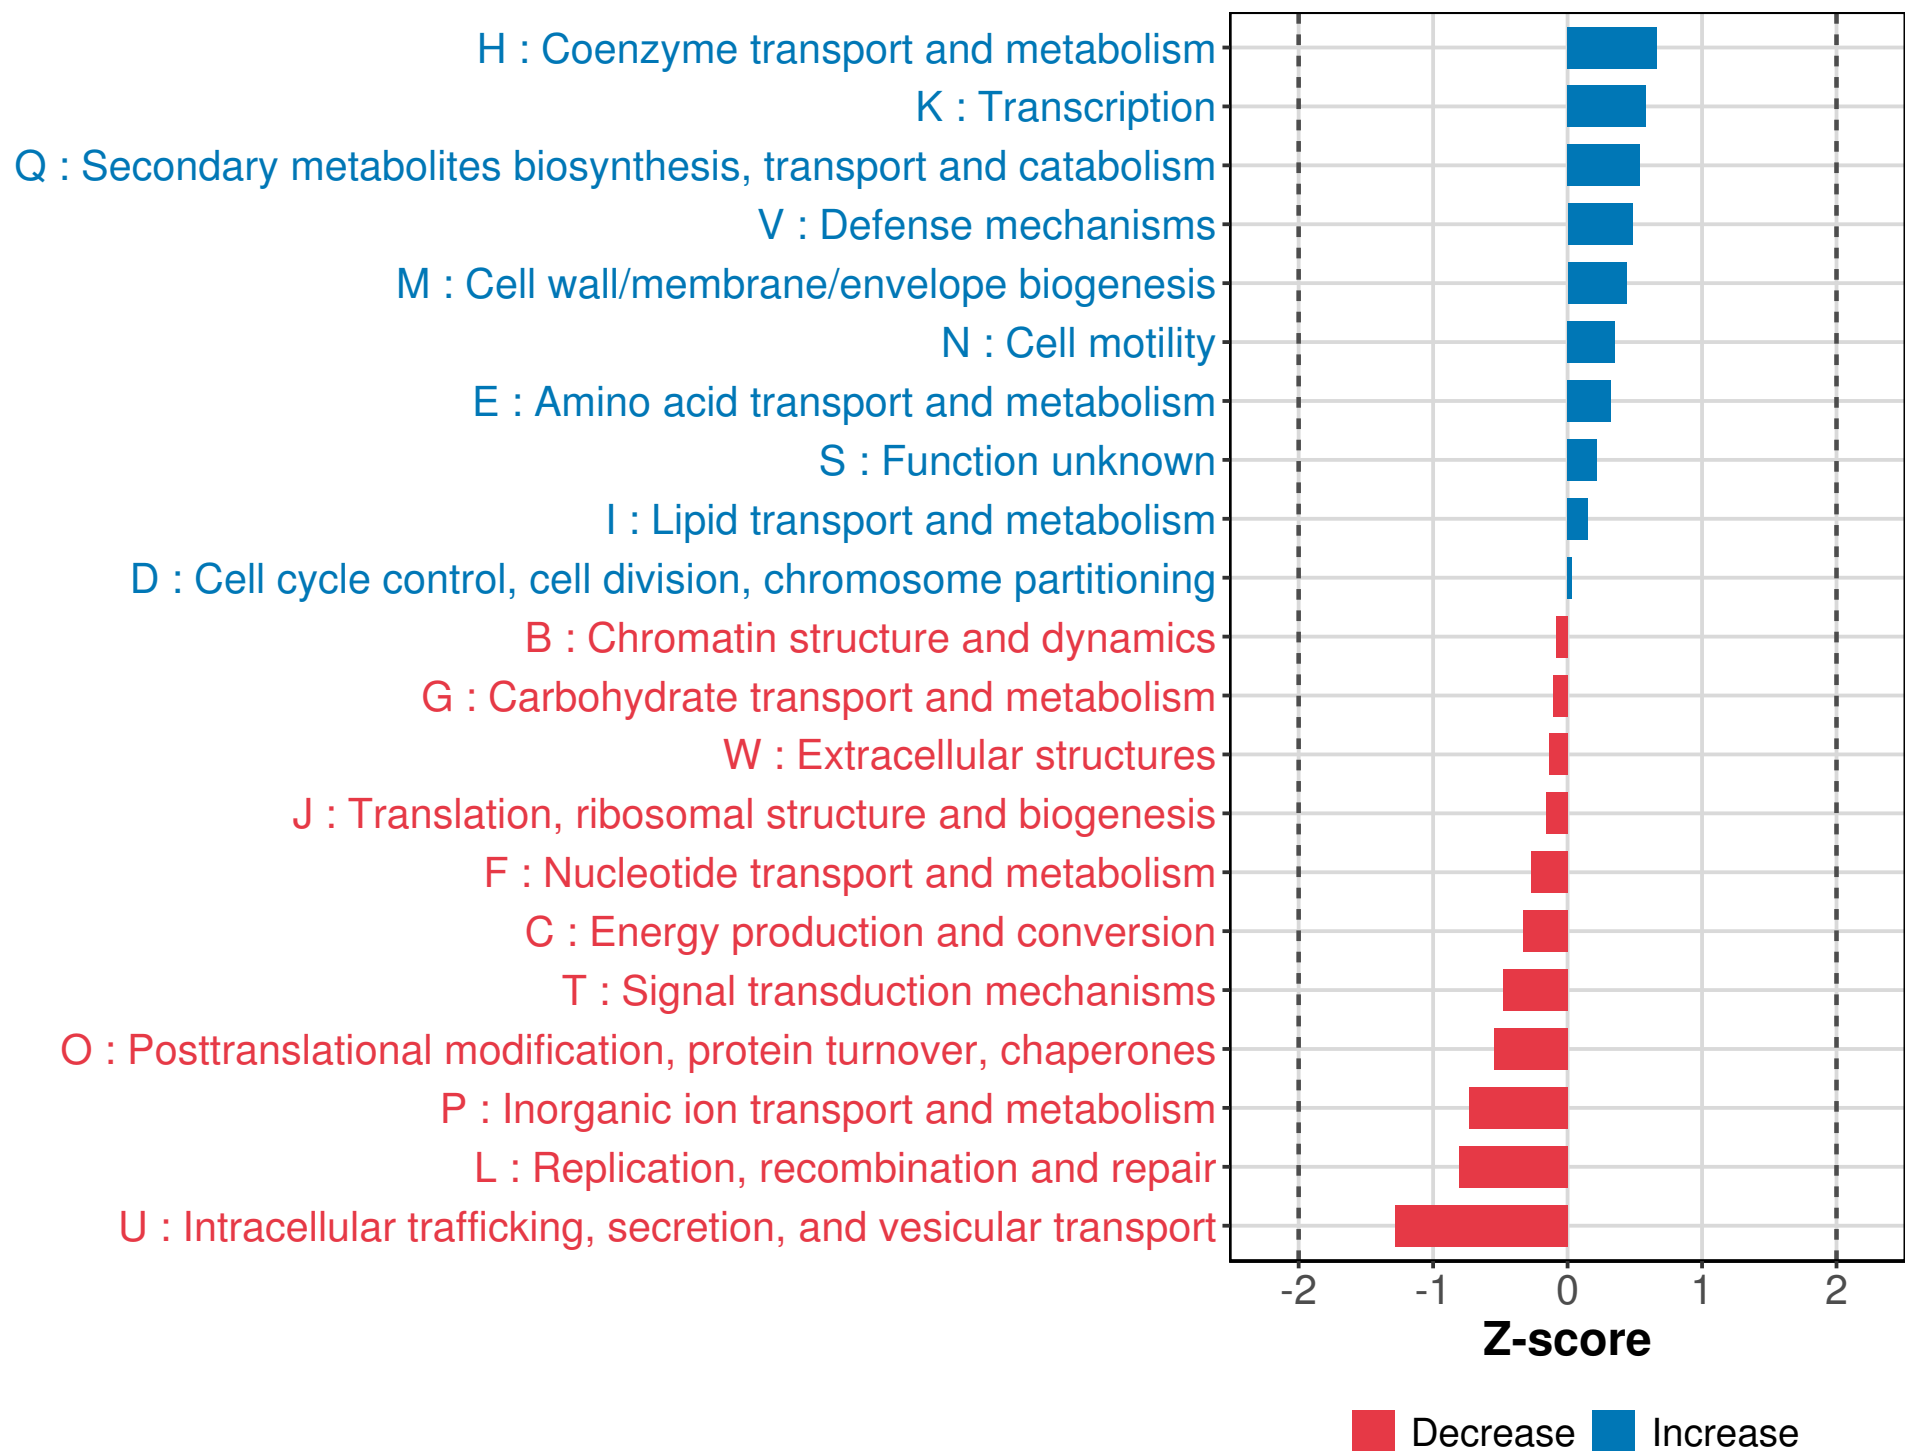 H : Coenzyme transport and metabolism
K : Transcription
Q : Secondary metabolites biosynthesis, transport and catabolism
V : Defense mechanisms
M : Cell wall/membrane/envelope biogenesis
N : Cell motility
E : Amino acid transport and metabolism
S : Function unknown
I : Lipid transport and metabolism
D : Cell cycle control, cell division, chromosome partitioning
B : Chromatin structure and dynamics
G : Carbohydrate transport and metabolism
W : Extracellular structures
J : Translation, ribosomal structure and biogenesis
F : Nucleotide transport and metabolism
C : Energy production and conversion
T : Signal transduction mechanisms
O : Posttranslational modification, protein turnover, chaperones
P : Inorganic ion transport and metabolism
L : Replication, recombination and repair
U : Intracellular trafficking, secretion, and vesicular transport
-2 -1 0 1 2
Z-score
Decrease Increase